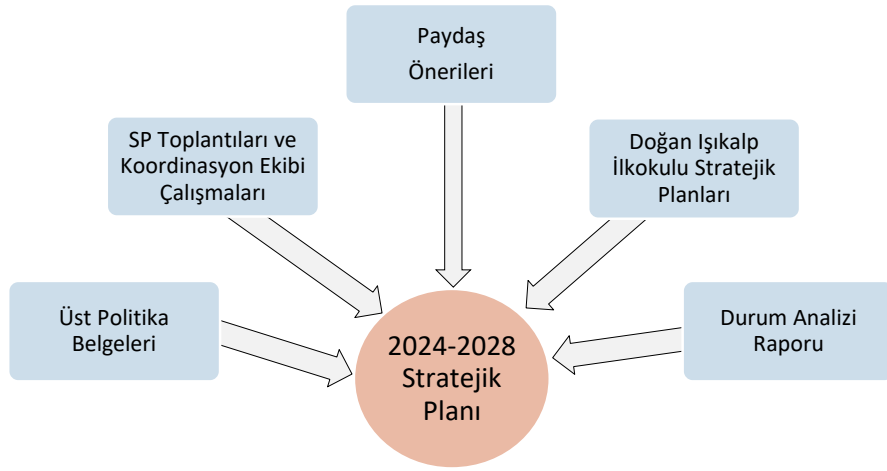 Paydaş
Önerileri
SP Toplantıları ve
Koordinasyon Ekibi
Çalışmaları
Doğan Işıkalp
İlkokulu Stratejik
Planları
Üst Politika
Belgeleri
Durum Analizi
Raporu
2024-2028
Stratejik
Planı